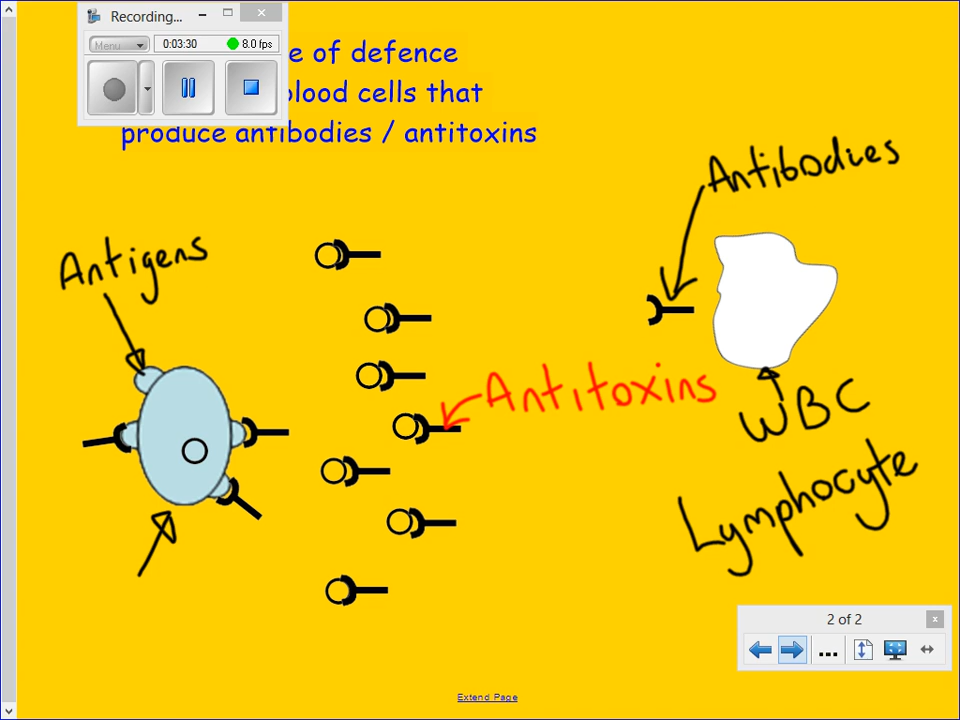 Recording...
Menu
0:03:30
8.0 fps
e of defence
blood cells that
produce antibodies / antitoxins
Antibodies
Antigens
Antitoxins
WBC
Lymphocyte
2 of 2
Extend Page